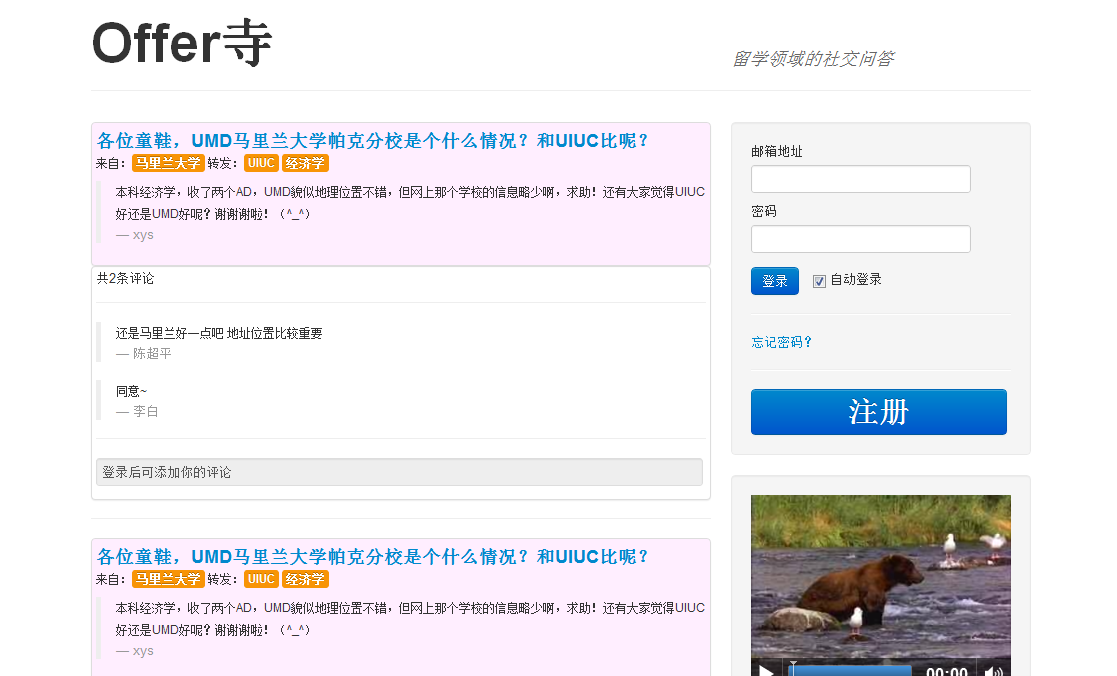 Offer寺
留学领域的社交问答
各位童鞋，UMD马里兰大学帕克分校是个什么情况？和UIUC比呢？
来自： 马里兰大学 转发： UIUC 经济学
本科经济学，收了两个AD，UMD貌似地理位置不错，但网上那个学校的信息略少啊，求助！还有大家觉得UIUC
好还是UMD好呢？谢谢谢啦！（^_^）
— xys
共2条评论
还是马里兰好一点吧 地址位置比较重要
— 陈超平
同意~
— 李白
登录后可添加你的评论
各位童鞋，UMD马里兰大学帕克分校是个什么情况？和UIUC比呢？
来自： 马里兰大学 转发： UIUC 经济学
本科经济学，收了两个AD，UMD貌似地理位置不错，但网上那个学校的信息略少啊，求助！还有大家觉得UIUC
好还是UMD好呢？谢谢谢啦！（^_^）
— xys
邮箱地址
密码
登录 自动登录
忘记密码？
注册
00:00